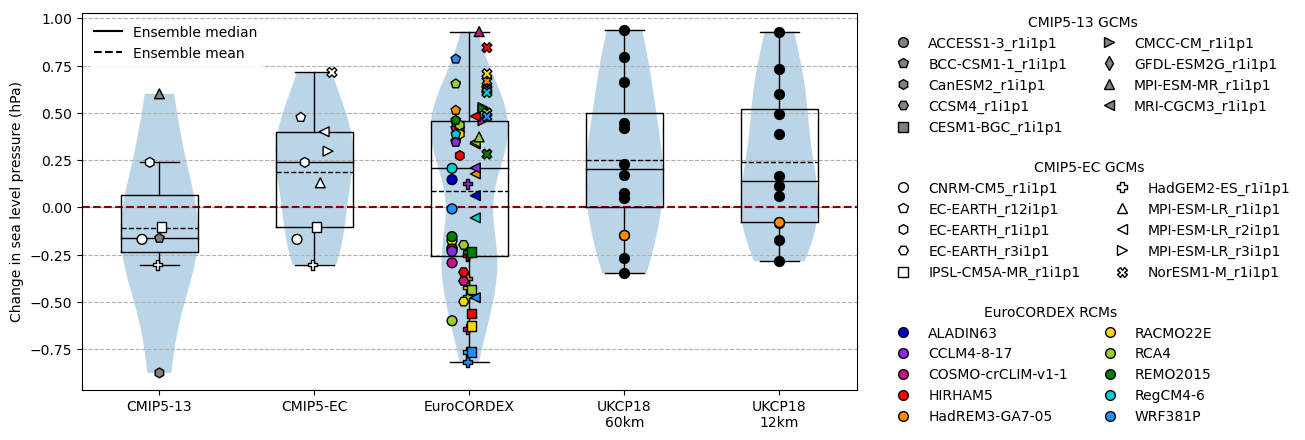 Change in sea level pressure (hPa)
1.00
0.75
0.50
0.25
0.00
−0.25
−0.50
−0.75
Ensemble median
Ensemble mean
CMIP5-13
CMIP5-EC
EuroCORDEX
UKCP18
60km
UKCP18
12km
CMIP5-13 GCMs
ACCESS1-3_r1i1p1
BCC-CSM1-1_r1i1p1
CanESM2_r1i1p1
CCSM4_r1i1p1
CESM1-BGC_r1i1p1
CMCC-CM_r1i1p1
GFDL-ESM2G_r1i1p1
MPI-ESM-MR_r1i1p1
MRI-CGCM3_r1i1p1
CMIP5-EC GCMs
CNRM-CM5_r1i1p1
EC-EARTH_r12i1p1
EC-EARTH_r1i1p1
EC-EARTH_r3i1p1
IPSL-CM5A-MR_r1i1p1
HadGEM2-ES_r1i1p1
MPI-ESM-LR_r1i1p1
MPI-ESM-LR_r2i1p1
MPI-ESM-LR_r3i1p1
NorESM1-M_r1i1p1
EuroCORDEX RCMs
ALADIN63
CCLM4-8-17
COSMO-crCLIM-v1-1
HIRHAM5
HadREM3-GA7-05
RACMO22E
RCA4
REMO2015
RegCM4-6
WRF381P